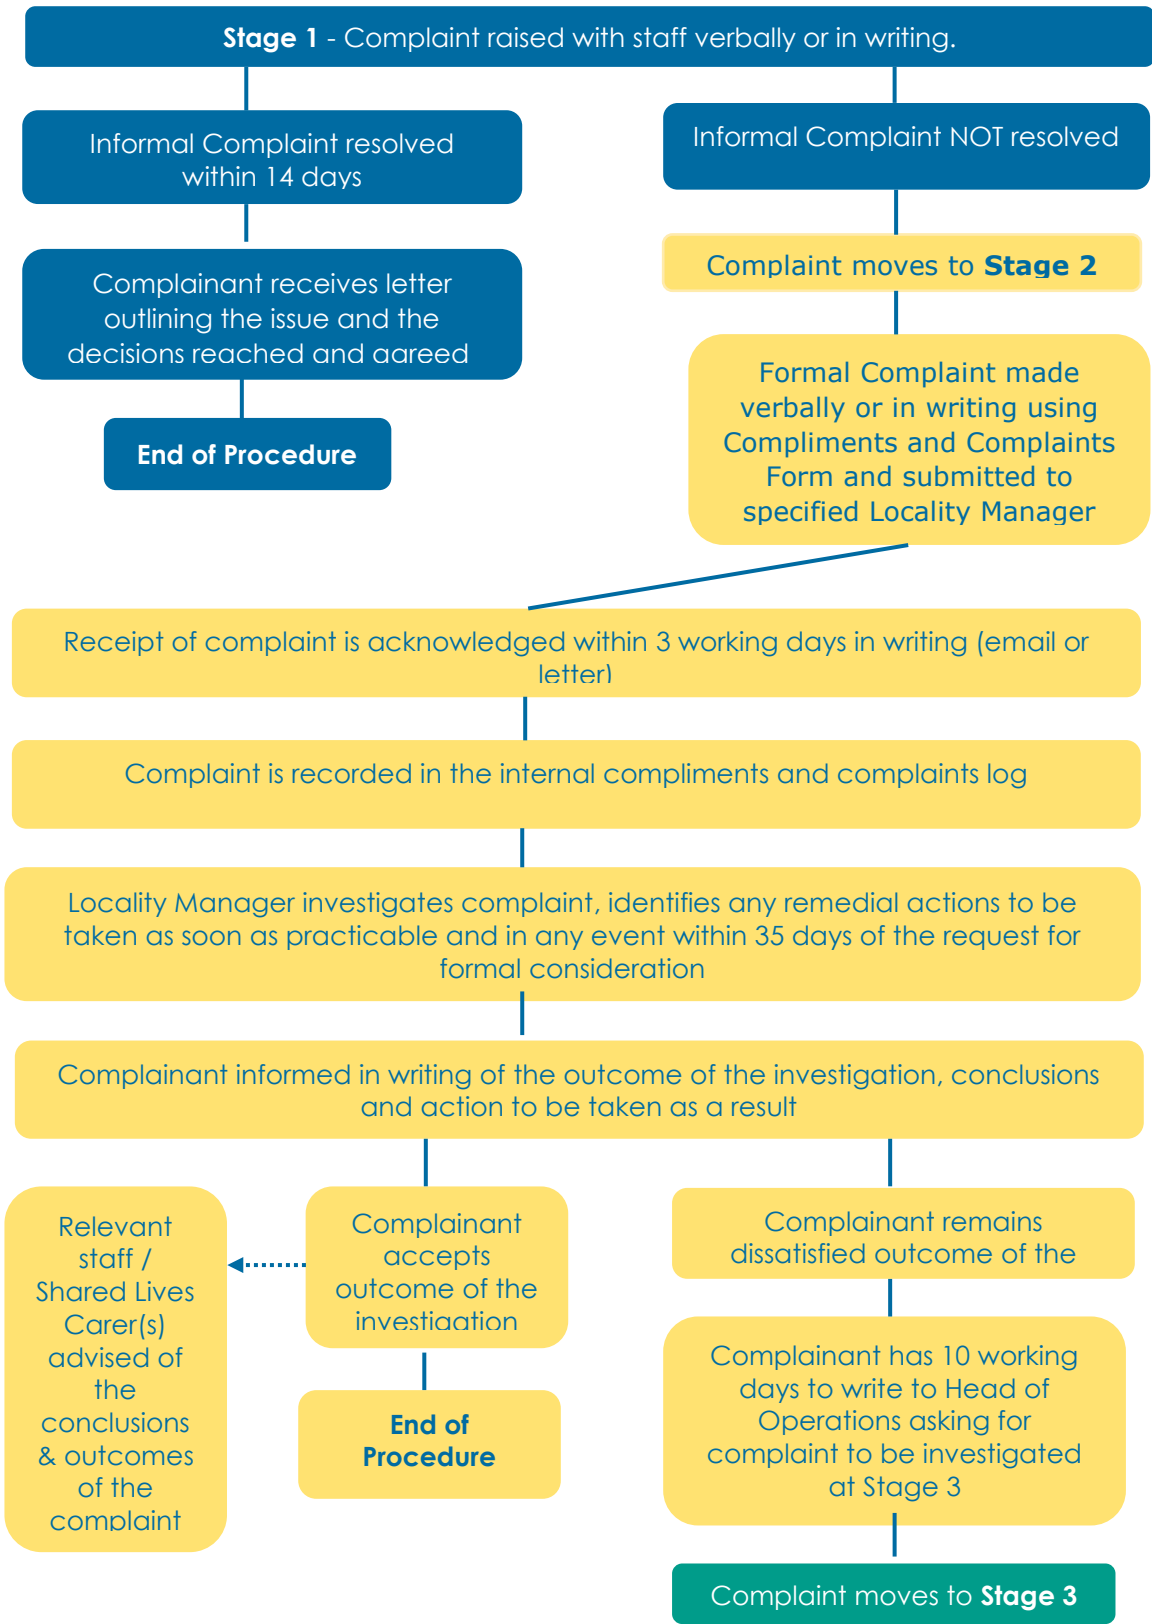 Stage 1 - Complaint raised with staff verbally or in writing.
Informal Complaint resolved
within 14 days
Informal Complaint NOT resolved
Complainant receives letter
outlining the issue and the
decisions reached and agreed
End of Procedure
Complaint moves to Stage 2
Formal Complaint made
verbally or in writing using
Compliments and Complaints
Form and submitted to
specified Locality Manager
Receipt of complaint is acknowledged within 3 working days in writing (email or
letter)
Complaint is recorded in the internal compliments and complaints log
Locality Manager investigates complaint, identifies any remedial actions to be
taken as soon as practicable and in any event within 35 days of the request for
formal consideration
Complainant informed in writing of the outcome of the investigation, conclusions
and action to be taken as a result
Relevant
staff /
Shared Lives
Carer(s)
advised of
the
conclusions
& outcomes
of the
complaint
Complainant
accepts
outcome of the
investigation
End of
Procedure
Complainant remains
dissatisfied outcome of the
Complainant has 10 working
days to write to Head of
Operations asking for
complaint to be investigated
at Stage 3
Complaint moves to Stage 3